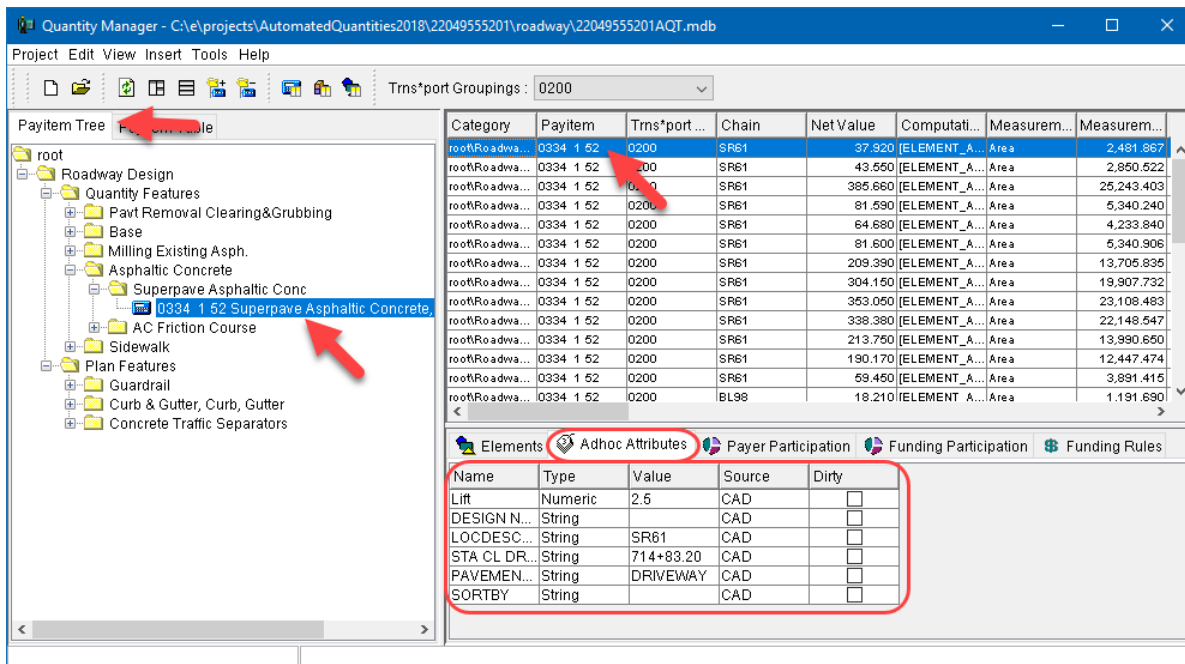 Quantity Manager - C:\e\projects\AutomatedQuantities2018\22049555201\roadway\22049555201AQT.mdb
Project Edit View Insert Tools Help
Trns*port Groupings : 0200
Payitem Tree
root
Roadway Design
Quantity Features
Pavt Removal Clearing&Grubbing
Base
Milling Existing Asph.
Asphaltic Concrete
Superpave Asphaltic Conc
0334 1 52 Superpave Asphaltic Concrete,
AC Friction Course
Sidewalk
Plan Features
Guardrail
Curb & Gutter, Curb, Gutter
Concrete Traffic Separators
Category Payitem Trns*port ... Chain Net Value Computati... Measurem... Measurem...
root\Roadwa... 0334 1 52 0200 SR61 37.920 [ELEMENT_A... Area 2,481.867
root\Roadwa... 0334 1 52 0200 SR61 43.550 [ELEMENT_A... Area 2,850.522
root\Roadwa... 0334 1 52 0200 SR61 385.660 [ELEMENT_A... Area 25,243.403
root\Roadwa... 0334 1 52 0200 SR61 81.590 [ELEMENT_A... Area 5,340.240
root\Roadwa... 0334 1 52 0200 SR61 64.680 [ELEMENT_A... Area 4,233.840
root\Roadwa... 0334 1 52 0200 SR61 81.600 [ELEMENT_A... Area 5,340.906
root\Roadwa... 0334 1 52 0200 SR61 209.390 [ELEMENT_A... Area 13,705.835
root\Roadwa... 0334 1 52 0200 SR61 304.150 [ELEMENT_A... Area 19,907.732
root\Roadwa... 0334 1 52 0200 SR61 353.050 [ELEMENT_A... Area 23,108.483
root\Roadwa... 0334 1 52 0200 SR61 338.380 [ELEMENT_A... Area 22,148.547
root\Roadwa... 0334 1 52 0200 SR61 213.750 [ELEMENT_A... Area 13,990.650
root\Roadwa... 0334 1 52 0200 SR61 190.170 [ELEMENT_A... Area 12,447.474
root\Roadwa... 0334 1 52 0200 SR61 59.450 [ELEMENT_A... Area 3,891.415
root\Roadwa... 0334 1 52 0200 BL98 18.210 [ELEMENT_A... Area 1,191.690
Elements Adhoc Attributes Payer Participation Funding Participation Funding Rules
Name Type Value Source Dirty
Lift Numeric 2.5 CAD
DESIGN N... String CAD
LOCDESC... String SR61 CAD
STA CL DR... String 714+83.20 CAD
PAVEMEN... String DRIVEWAY CAD
SORTBY String CAD